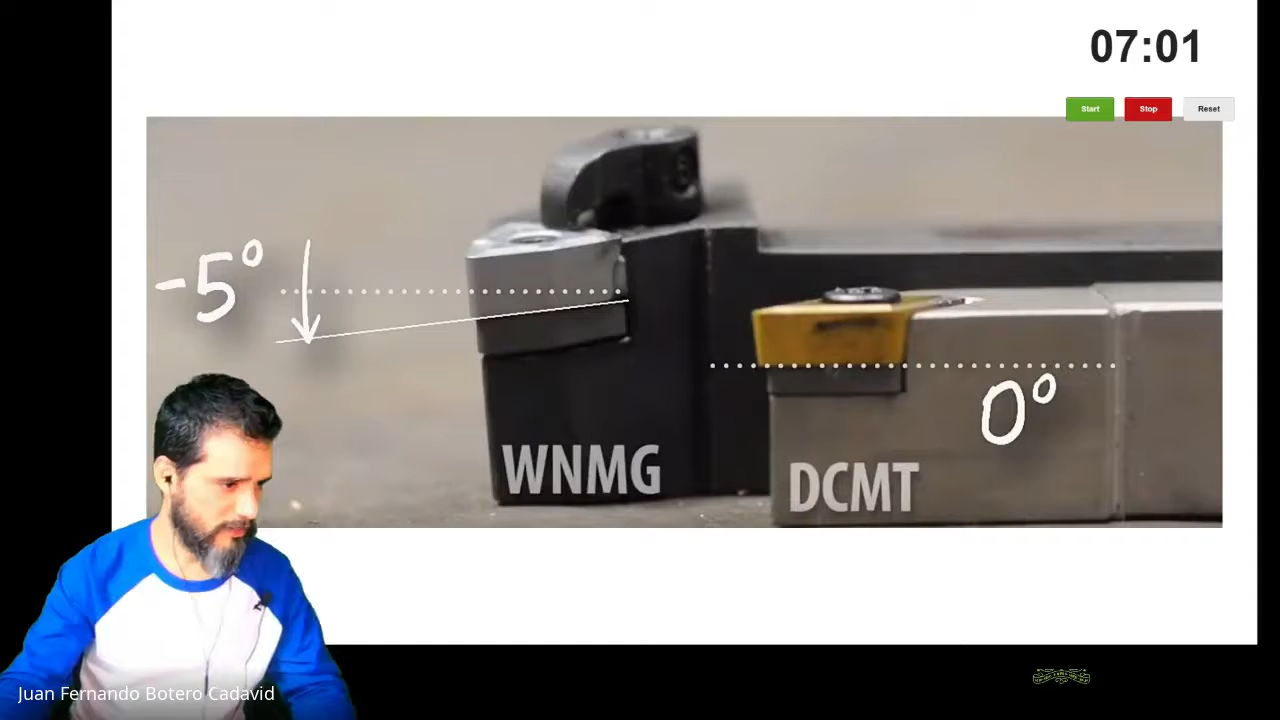 07:01
Start Stop Reset
-5°
0°
WNMG
DCMT
Juan Fernando Botero Cadavid